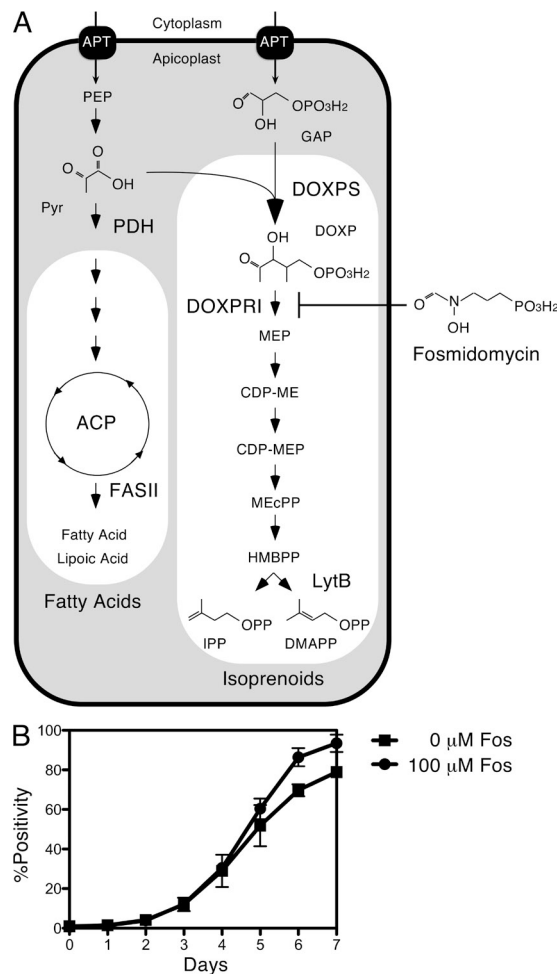 A
Cytoplasm
APT
APT
Apicoplast
PEP
O
OPO3H2
OH
GAP
O
O
OH
Pyr
PDH
DOXPS
OH
DOXP
O
OPO3H2
DOXPRI
O
N
PO3H2
OH
Fosmidomycin
MEP
CDP-ME
ACP
CDP-MEP
FASII
MEcPP
Fatty Acid
Lipoic Acid
HMBPP
LytB
Fatty Acids
OPP
OPP
IPP
DMAPP
Isoprenoids
B
100
80
60
40
20
0
%Positivity
0 1 2 3 4 5 6 7
Days
0 μM Fos
100 μM Fos